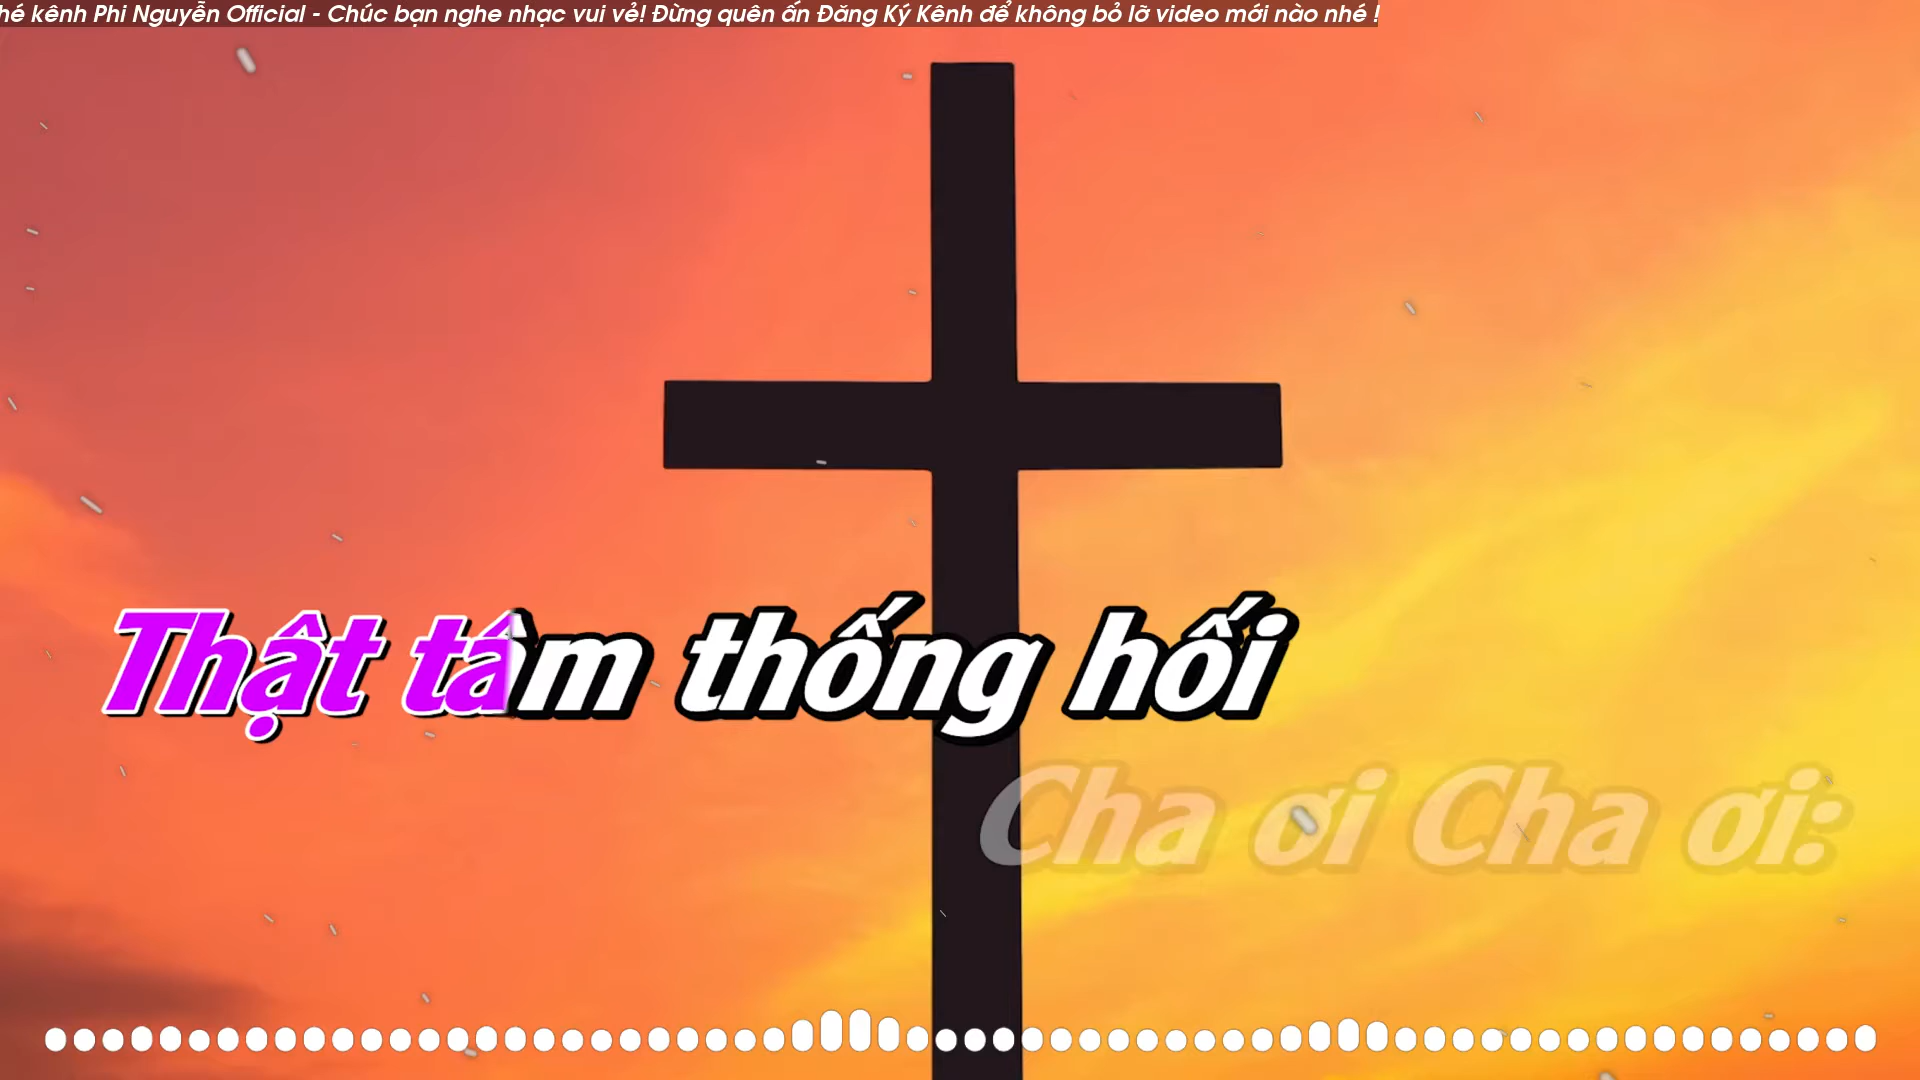 hé kênh Phi Nguyễn Official - Chúc bạn nghe nhạc vui vẻ! Đừng quên ấn Đăng Ký Kênh để không bỏ lỡ video mới nào nhé !
Thật tâm thống hối
Cha ơi Cha ơi: